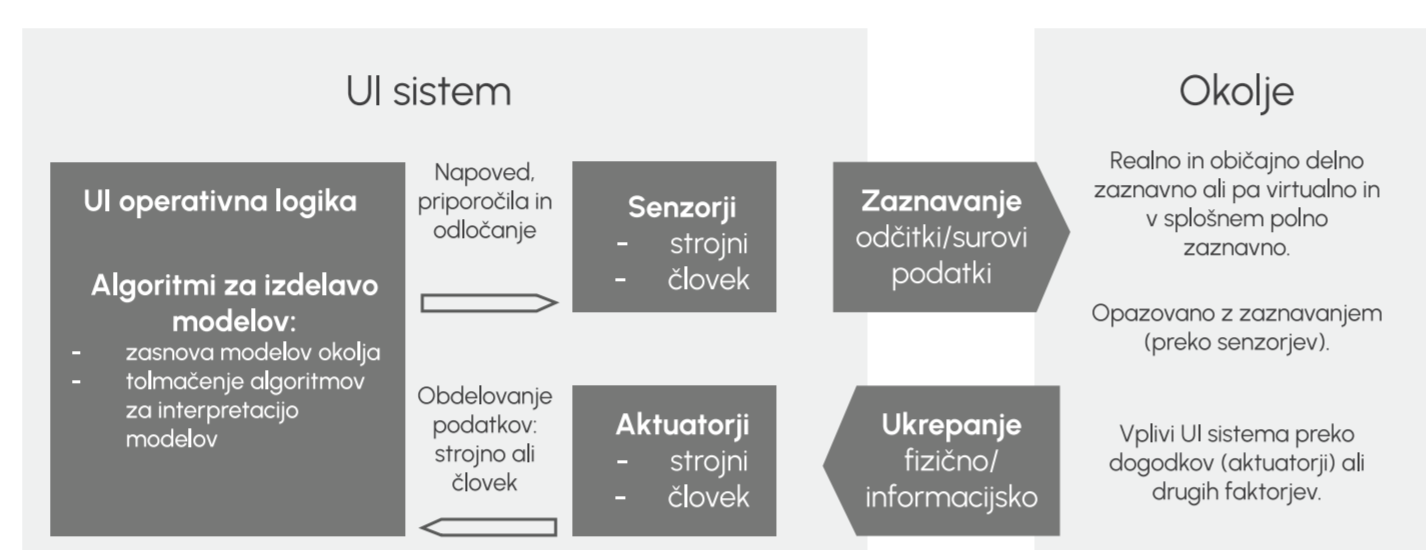 UI sistem
UI operativna logika
Algoritmi za izdelavo
modelov:
- zasnova modelov okolja
- tolmačenje algoritmov
za interpretacijo
modelov
Napoved,
priporočila in
odločanje
Obdelovanje
podatkov:
strojno ali
človek
Senzorji
- strojni
- človek
Aktuatorji
- strojni
- človek
Zaznavanje
odčitki/surovi
podatki
Ukrepanje
fizično/
informacijsko
Okolje
Realno in običajno delno
zaznavno ali pa virtualno in
v splošnem polno
zaznavno.
Opazovano z zaznavanjem
(preko senzorjev).
Vplivi UI sistema preko
dogodkov (aktuatorji) ali
drugih faktorjev.